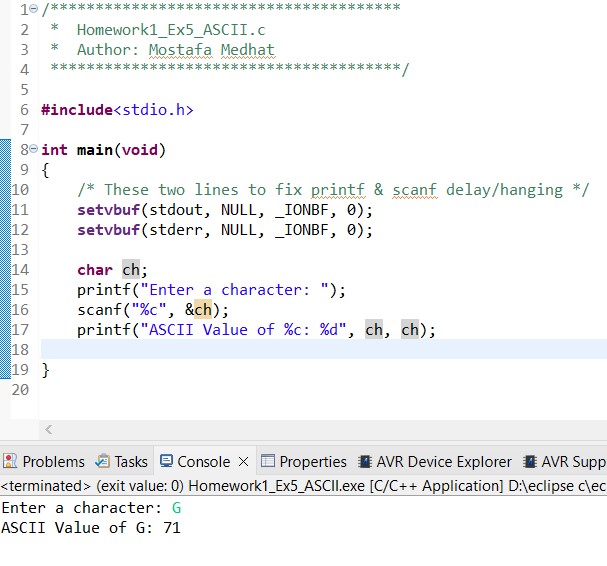 1 /***************************************
2  *  Homework1_Ex5_ASCII.c
3  *  Author: Mostafa Medhat
4  ***************************************/
5
6 #include<stdio.h>
7
8 int main(void)
9 {
10     /* These two lines to fix printf & scanf delay/hanging */
11     setvbuf(stdout, NULL, _IONBF, 0);
12     setvbuf(stderr, NULL, _IONBF, 0);
13
14     char ch;
15     printf("Enter a character: ");
16     scanf("%c", &ch);
17     printf("ASCII Value of %c: %d", ch, ch);
18
19 }
20
Problems Tasks Console Properties AVR Device Explorer AVR Supp
<terminated> (exit value: 0) Homework1_Ex5_ASCII.exe [C/C++ Application] D:\eclipse c\ec
Enter a character: G
ASCII Value of G: 71